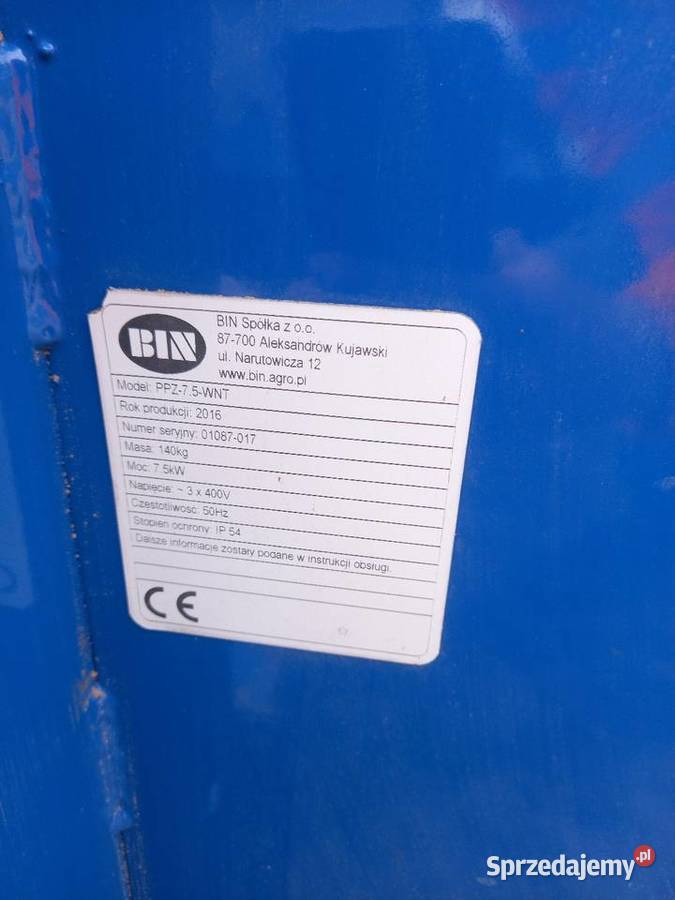 BIN
BIN Spółka z o.o.
87-700 Aleksandrów Kujawski
ul. Narutowicza 12
www.bin.agro.pl
Model: PPZ-7.5-WNT
Rok produkcji: 2016
Numer seryjny: 01087-017
Masa: 140kg
Moc: 7.5kW
Napięcie: ~ 3 x 400V
Częstotliwość: 50Hz
Stopień ochrony: IP 54
Dalsze informacje zostały podane w instrukcji obsługi.
CE
Sprzedajemy.pl